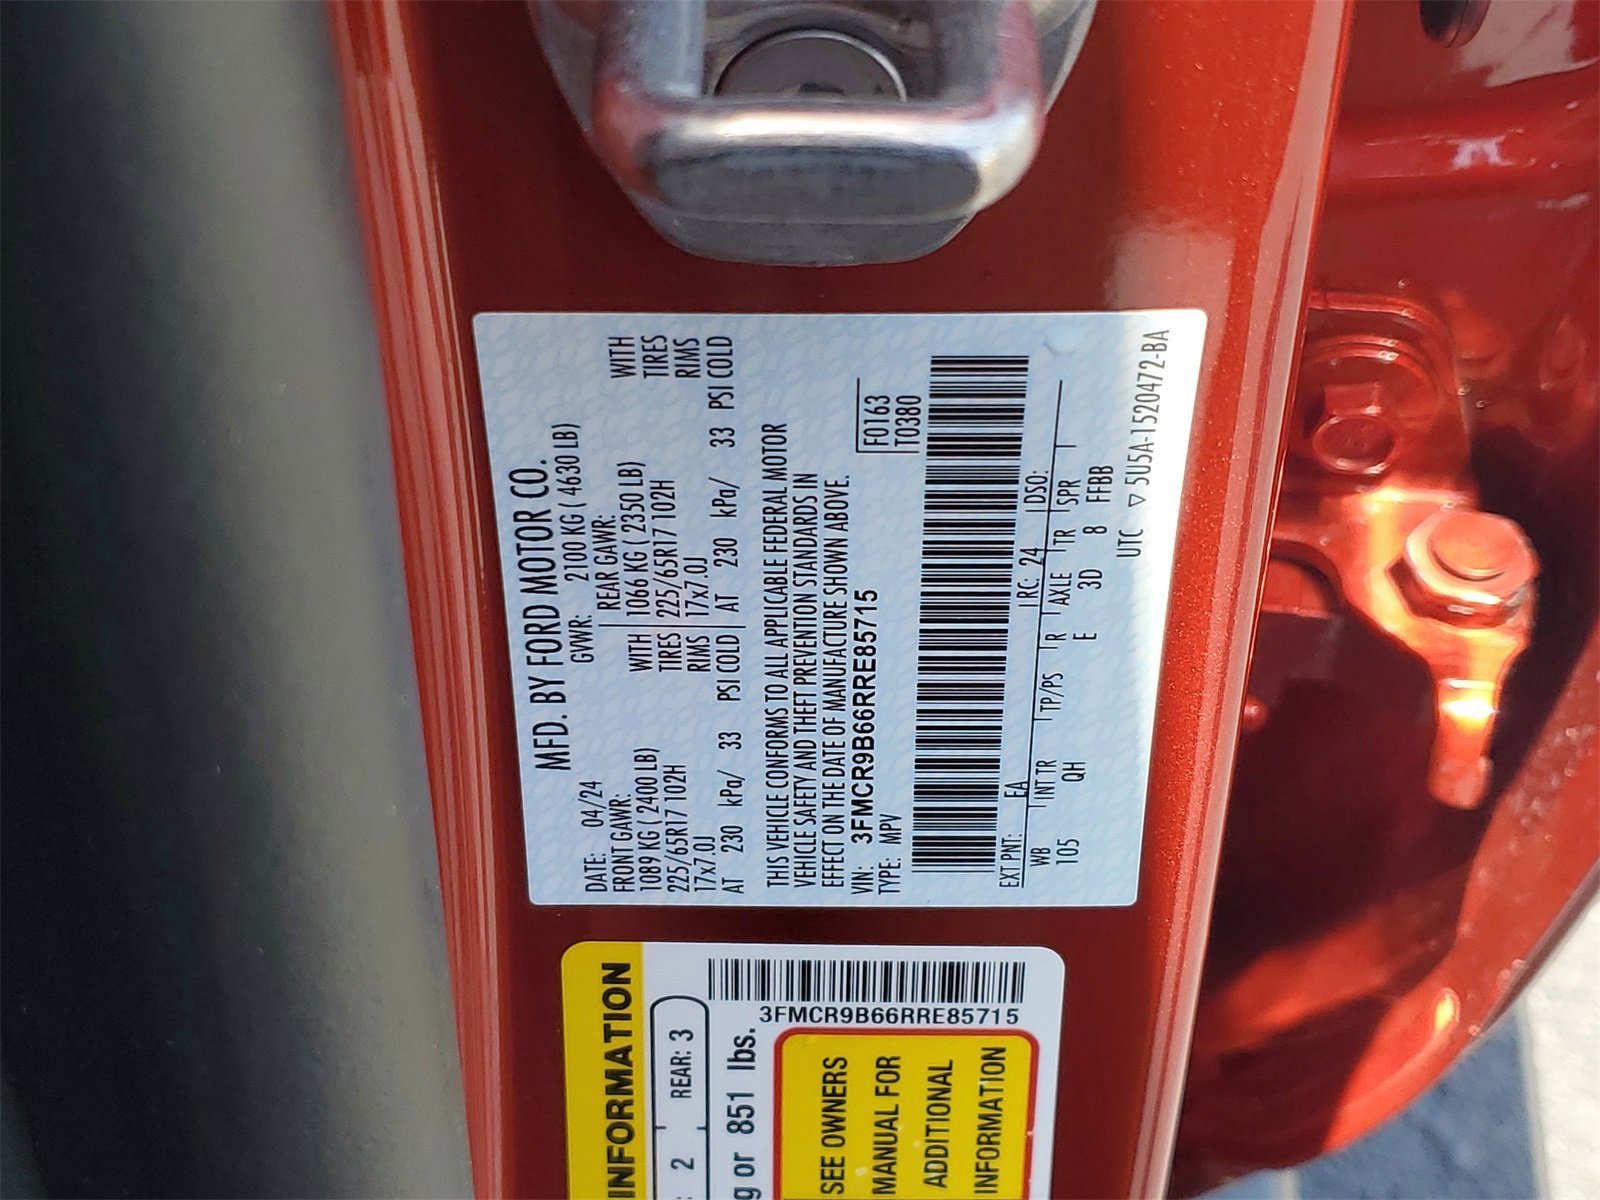 MFD. BY FORD MOTOR CO.
DATE: 04/24 GVWR: 2100 KG ( 4630 LB)
FRONT GAWR: REAR GAWR:
1089 KG ( 2400 LB) WITH 1066 KG ( 2350 LB) WITH
225/65R17 102H TIRES 225/65R17 102H TIRES
17x7.0J RIMS 17x7.0J RIMS
AT 230 kPa/ 33 PSI COLD AT 230 kPa/ 33 PSI COLD
THIS VEHICLE CONFORMS TO ALL APPLICABLE FEDERAL MOTOR
VEHICLE SAFETY AND THEFT PREVENTION STANDARDS IN
EFFECT ON THE DATE OF MANUFACTURE SHOWN ABOVE.
VIN: 3FMCR9B66RRE85715 F0163
TYPE: MPV T0380
EXT PNT: EA RC: 24 DSO:
WB INT TR TP/PS R AXLE TR SPR
105 QH E 3D 8 FFBB
UTC ▽ 5U5A-1520472-BA
INFORMATION
: 2 REAR: 3
g or 851 lbs.
3FMCR9B66RRE85715
SEE OWNERS
MANUAL FOR
ADDITIONAL
INFORMATION